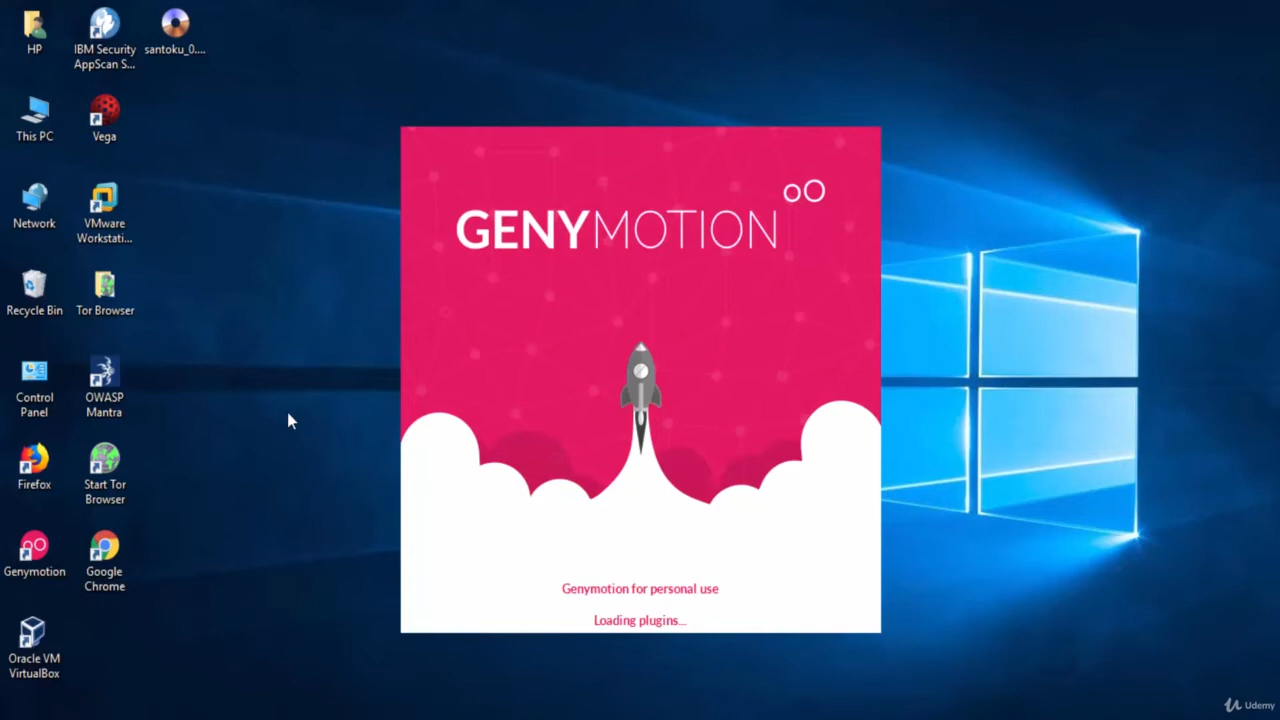 HP
IBM Security
AppScan S...
santoku_0....
This PC
Vega
Network
VMware
Workstati...
Recycle Bin
Tor Browser
Control
Panel
OWASP
Mantra
Firefox
Start Tor
Browser
Genymotion
Google
Chrome
Oracle VM
VirtualBox
GENYMOTION
Genymotion for personal use
Loading plugins...
Udemy